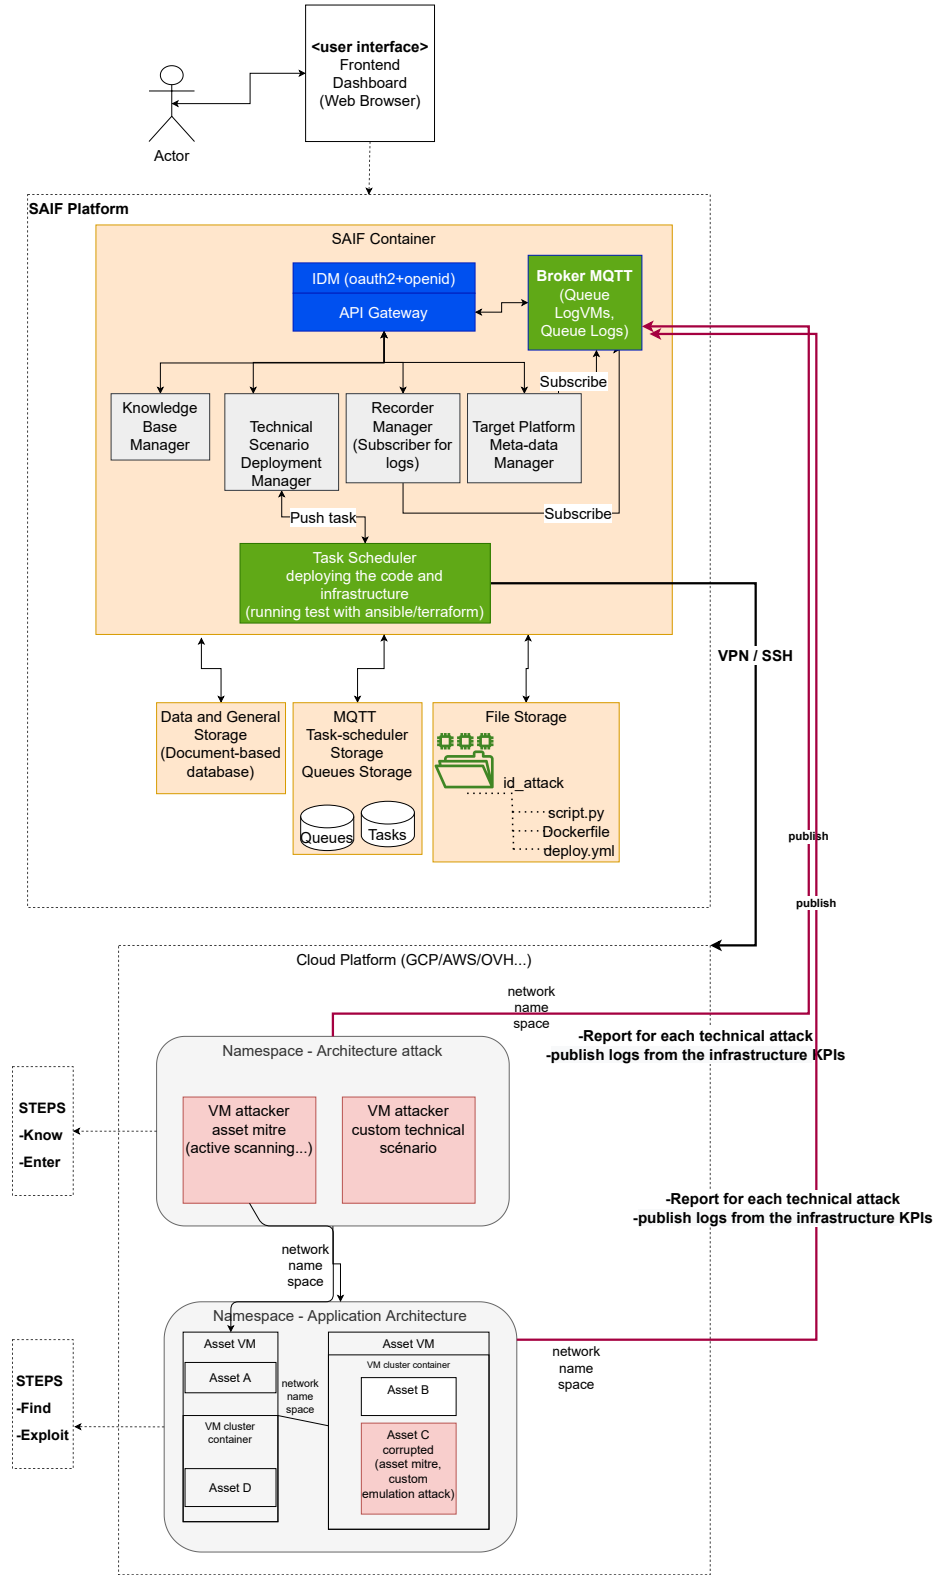 <user interface>
Frontend
Dashboard
(Web Browser)
Actor
SAIF Platform
SAIF Container
IDM (oauth2+openid)
API Gateway
Broker MQTT
(Queue
LogVMs,
Queue Logs)
Subscribe
Knowledge
Base
Manager
Technical
Scenario
Deployment
Manager
Recorder
Manager
(Subscriber for
logs)
Target Platform
Meta-data
Manager
Push task
Subscribe
Task Scheduler
deploying the code and
infrastructure
(running test with ansible/terraform)
VPN / SSH
Data and General
Storage
(Document-based
database)
MQTT
Task-scheduler
Storage
Queues Storage
Queues
Tasks
File Storage
id_attack
script.py
Dockerfile
deploy.yml
publish
publish
Cloud Platform (GCP/AWS/OVH...)
network
name
space
-Report for each technical attack
-publish logs from the infrastructure KPIs
Namespace - Architecture attack
VM attacker
asset mitre
(active scanning...)
VM attacker
custom technical
scénario
STEPS
-Know
-Enter
-Report for each technical attack
-publish logs from the infrastructure KPIs
network
name
space
Namespace - Application Architecture
Asset VM
Asset A
VM cluster
container
Asset D
network
name
space
Asset VM
VM cluster container
Asset B
Asset C
corrupted
(asset mitre,
custom
emulation attack)
network
name
space
STEPS
-Find
-Exploit